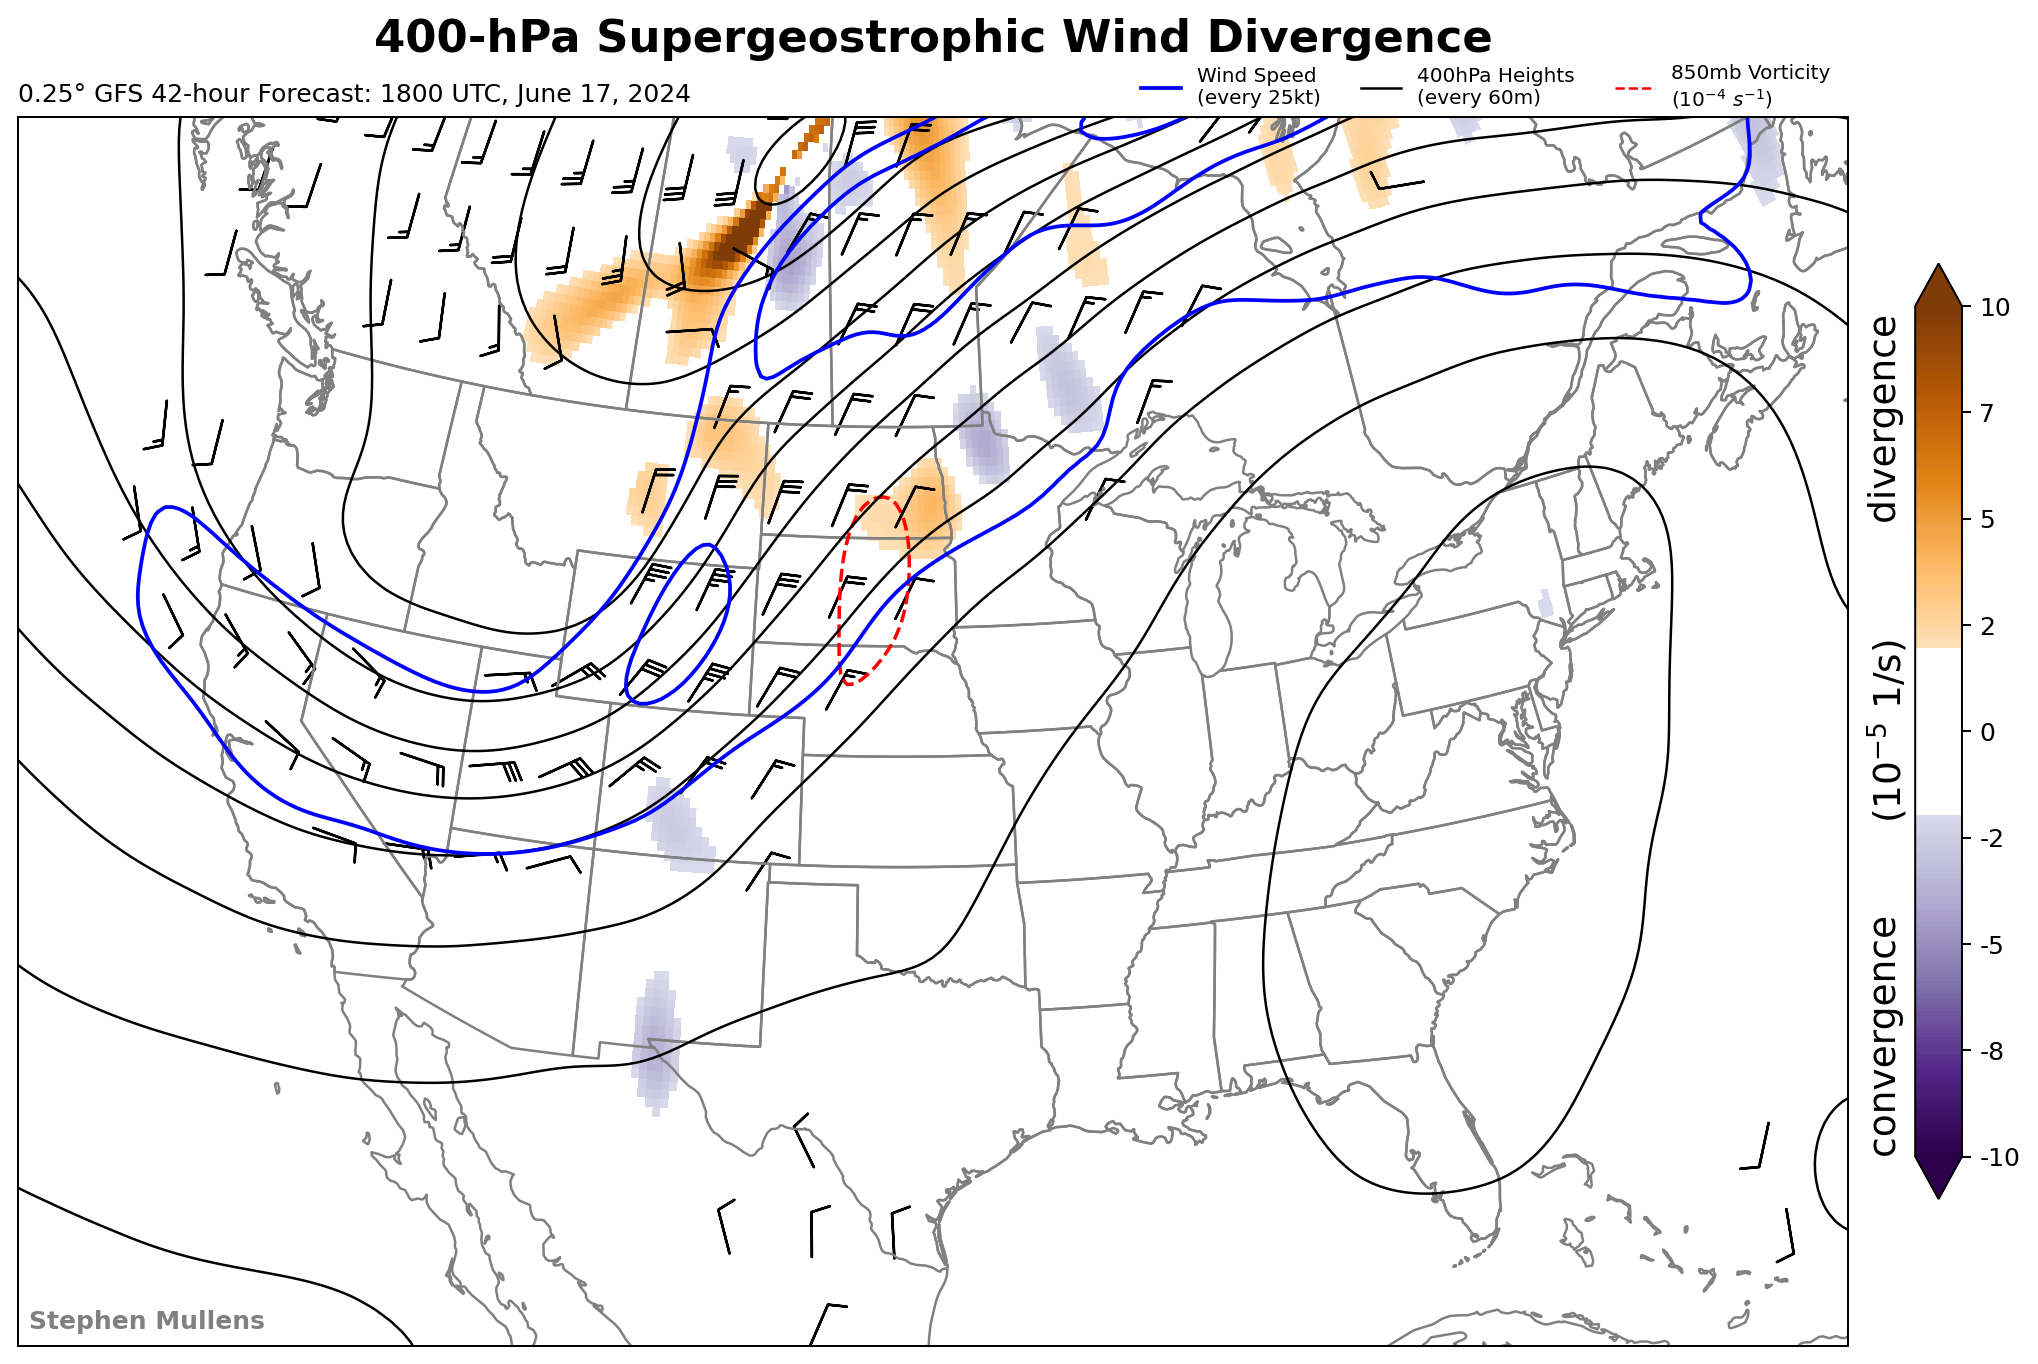 400-hPa Supergeostrophic Wind Divergence
0.25° GFS 42-hour Forecast: 1800 UTC, June 17, 2024
Wind Speed
(every 25kt)
400hPa Heights
(every 60m)
850mb Vorticity
(10⁻⁴ s⁻¹)
10
7
5
2
0
-2
-5
-8
-10
convergence (10⁻⁵ 1/s) divergence
Stephen Mullens